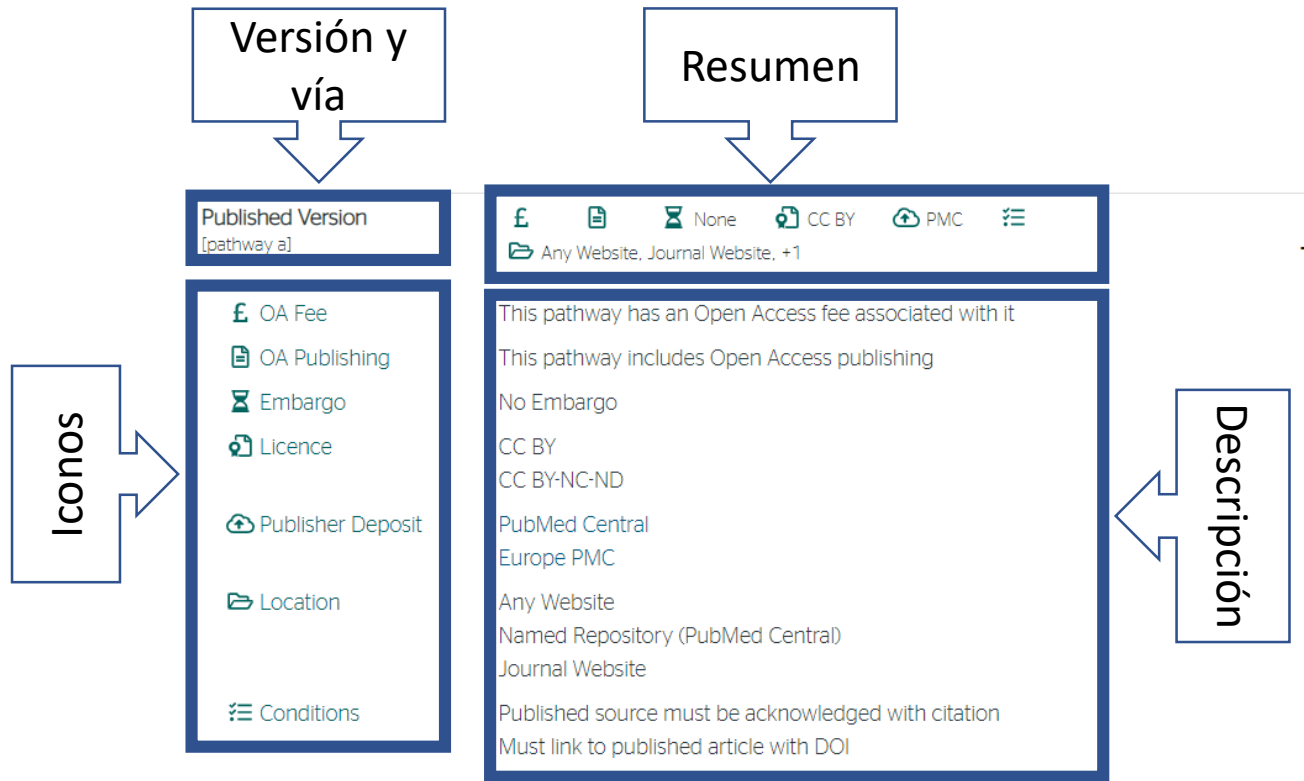 Versión y
vía
Resumen
Published Version
[pathway a]
£ None CC BY PMC
Any Website, Journal Website, +1
Iconos
£ OA Fee
This pathway has an Open Access fee associated with it
OA Publishing
This pathway includes Open Access publishing
Embargo
No Embargo
Licence
CC BY
CC BY-NC-ND
Publisher Deposit
PubMed Central
Europe PMC
Location
Any Website
Named Repository (PubMed Central)
Journal Website
Conditions
Published source must be acknowledged with citation
Must link to published article with DOI
Descripción